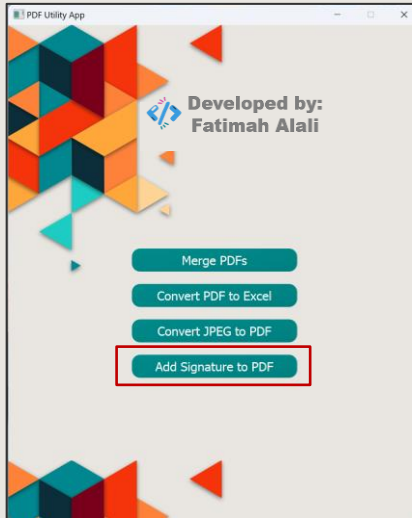 PDF Utility App
Developed by:
Fatimah Alali
Merge PDFs
Convert PDF to Excel
Convert JPEG to PDF
Add Signature to PDF